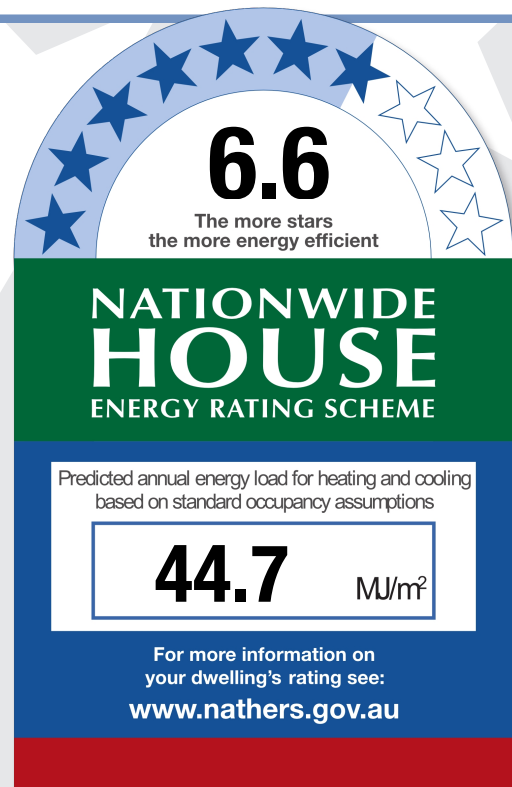 6.6
The more stars
the more energy efficient
NATIONWIDE
HOUSE
ENERGY RATING SCHEME
Predicted annual energy load for heating and cooling
based on standard occupancy assumptions
44.7 MJ/m²
For more information on
your dwelling's rating see:
www.nathers.gov.au